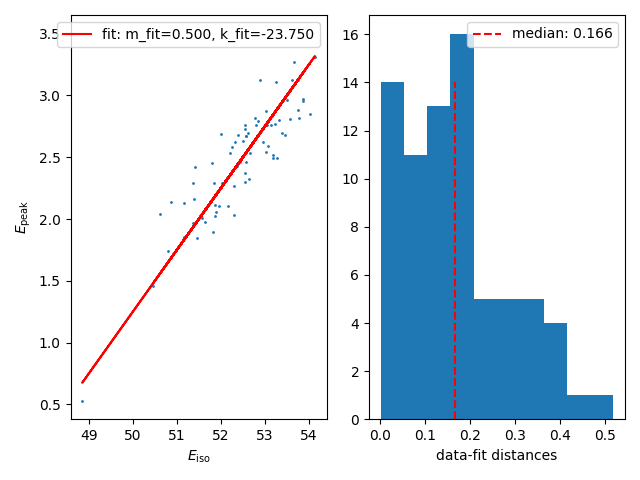 fit: m_fit=0.500, k_fit=-23.750
3.5
3.0
2.5
2.0
1.5
1.0
0.5
E_peak
49 50 51 52 53 54
E_iso
median: 0.166
16
14
12
10
8
6
4
2
0
0.0 0.1 0.2 0.3 0.4 0.5
data-fit distances